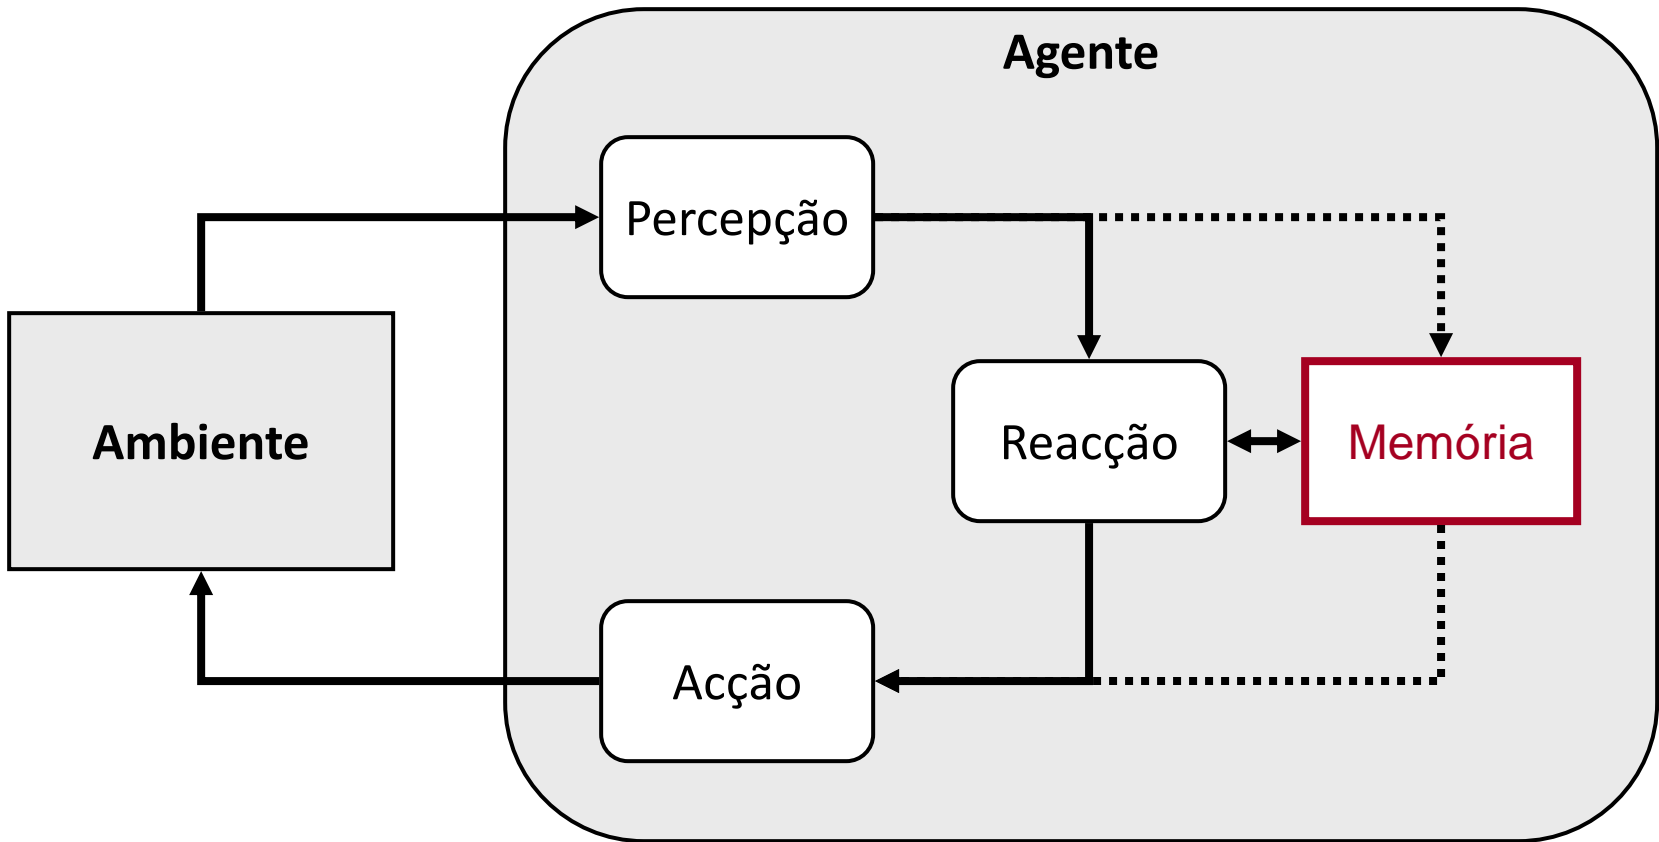 Agente
Percepção
Ambiente
Reacção
Memória
Acção